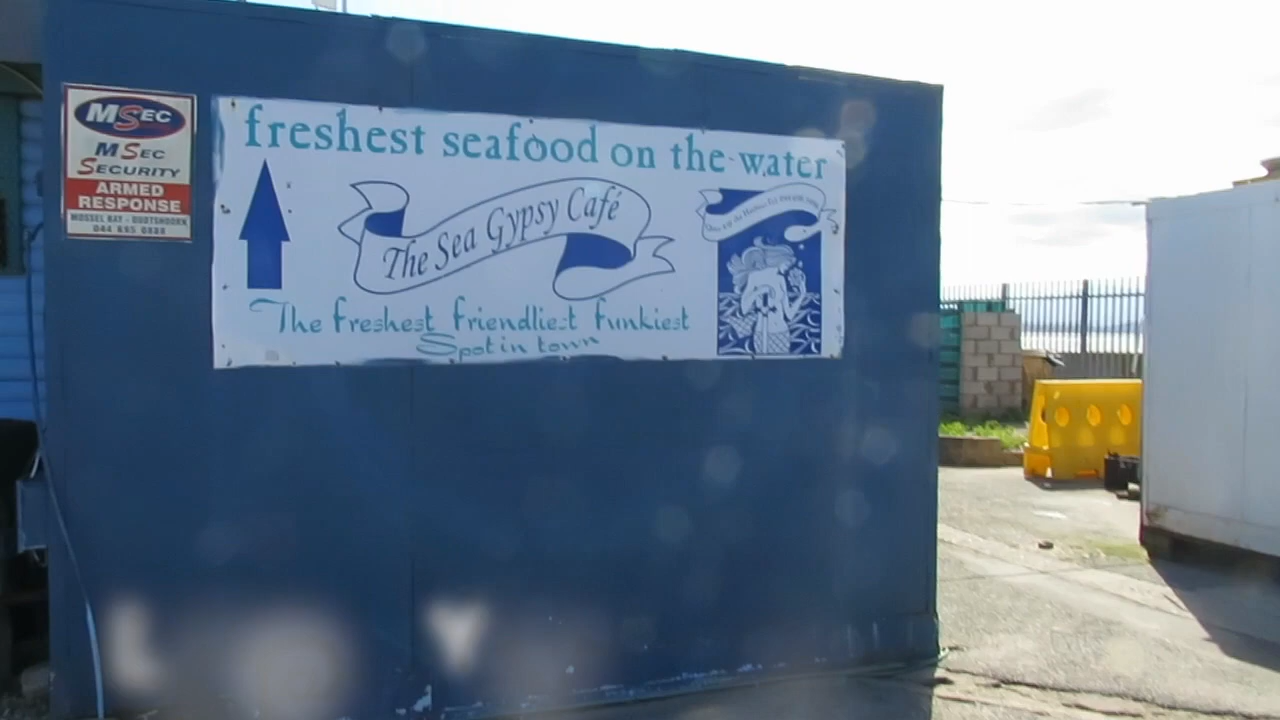 MSEC
MSEC
SECURITY
ARMED
RESPONSE
MOSSEL BAY - OUDTSHOORN
044 695 0888
freshest seafood on the water
The Sea Gypsy Café
The freshest friendliest funkiest
Spot in town